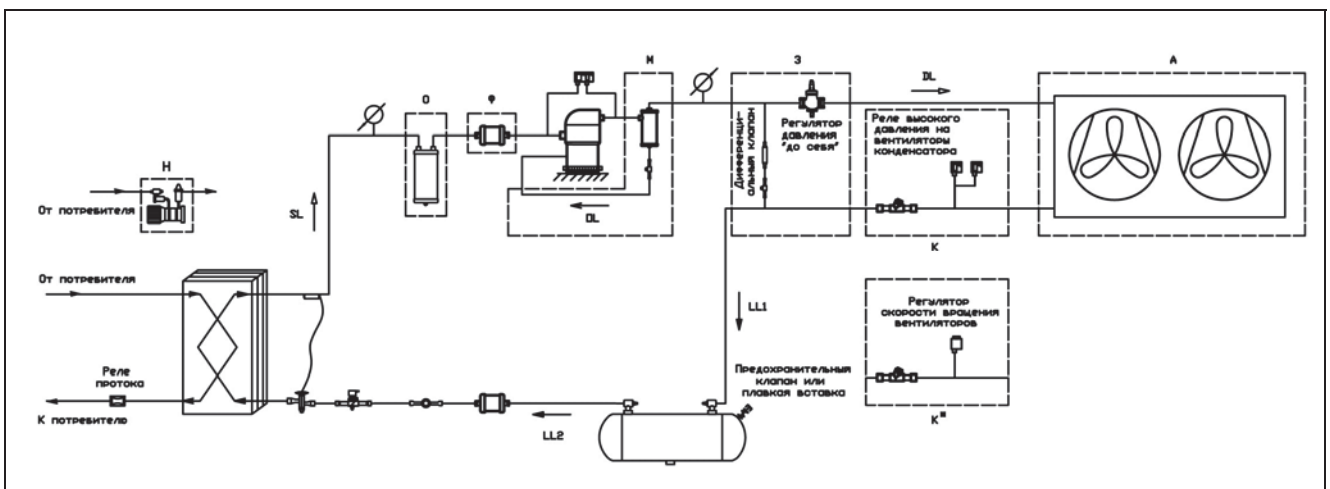 М
З
А
О
Ф
DL
Регулятор
давления
"до себя"
Дифференци-
альный клапан
Реле высокого
давления на
вентиляторы
конденсатора
Н
От потребителя
SL
OL
К
От потребителя
LL1
Регулятор
скорости вращения
вентиляторов
Реле
протока
Предохранительный
клапан или
плавкая вставка
К потребителю
LL2
К*